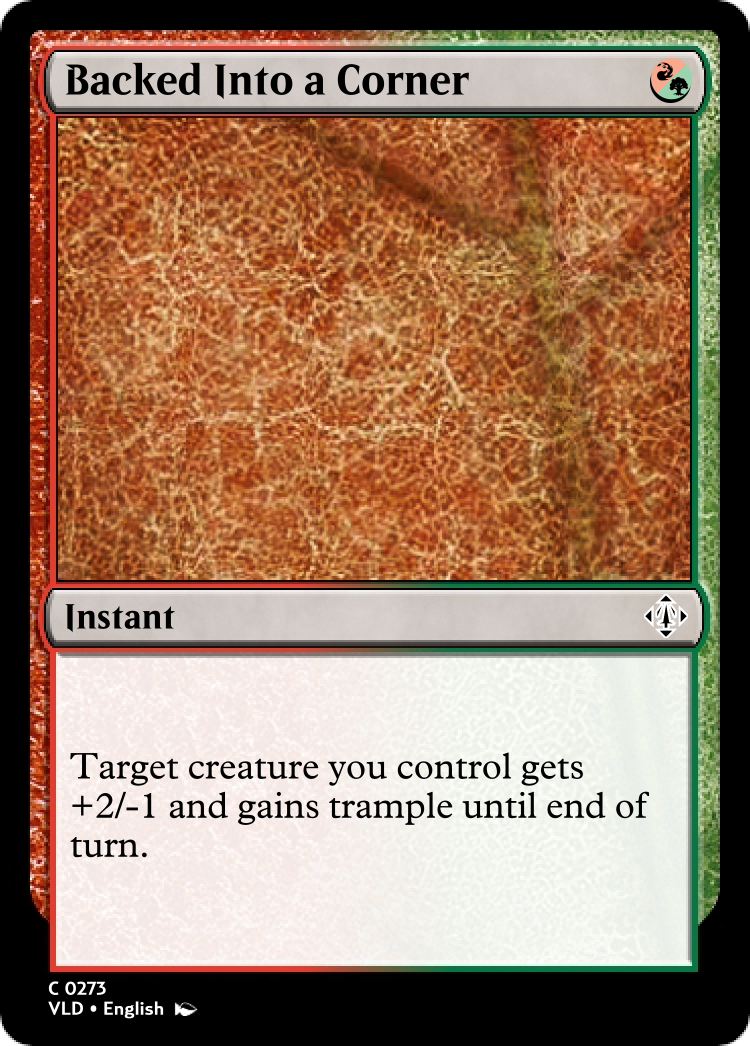 Backed Into a Corner
Instant
Target creature you control gets
+2/-1 and gains trample until end of
turn.
C 0273
VLD • English